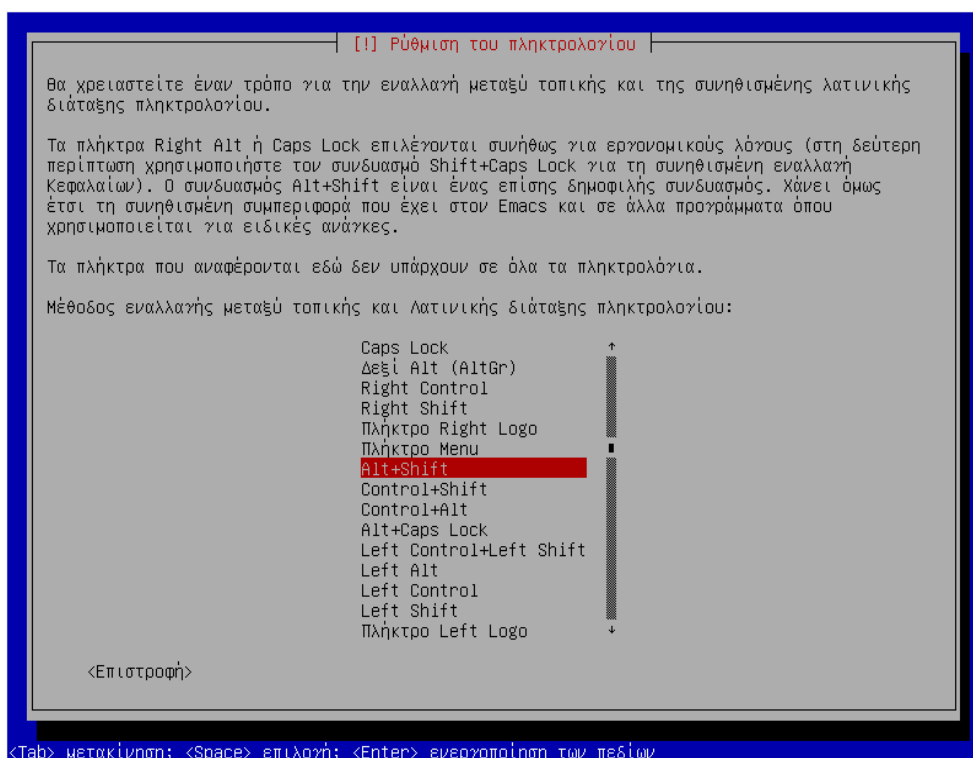 [!] Ρύθμιση του πληκτρολογίου
Θα χρειαστείτε έναν τρόπο για την εναλλαγή μεταξύ τοπικής και της συνηθισμένης λατινικής
διάταξης πληκτρολογίου.
Τα πλήκτρα Right Alt ή Caps Lock επιλέγονται συνήθως για εργονομικούς λόγους (στη δεύτερη
περίπτωση χρησιμοποιήστε τον συνδυασμό Shift+Caps Lock για τη συνηθισμένη εναλλαγή
Κεφαλαίων). Ο συνδυασμός Alt+Shift είναι ένας επίσης δημοφιλής συνδυασμός. Χάνει όμως
έτσι τη συνηθισμένη συμπεριφορά που έχει στον Emacs και σε άλλα προγράμματα όπου
χρησιμοποιείται για ειδικές ανάγκες.
Τα πλήκτρα που αναφέρονται εδώ δεν υπάρχουν σε όλα τα πληκτρολόγια.
Μέθοδος εναλλαγής μεταξύ τοπικής και Λατινικής διάταξης πληκτρολογίου:
Caps Lock
Δεξί Alt (AltGr)
Right Control
Right Shift
Πλήκτρο Right Logo
Πλήκτρο Menu
Alt+Shift
Control+Shift
Control+Alt
Alt+Caps Lock
Left Control+Left Shift
Left Alt
Left Control
Left Shift
Πλήκτρο Left Logo
<Επιστροφή>
<Tab> μετακίνηση; <Space> επιλογή; <Enter> ενεργοποίηση των πεδίων